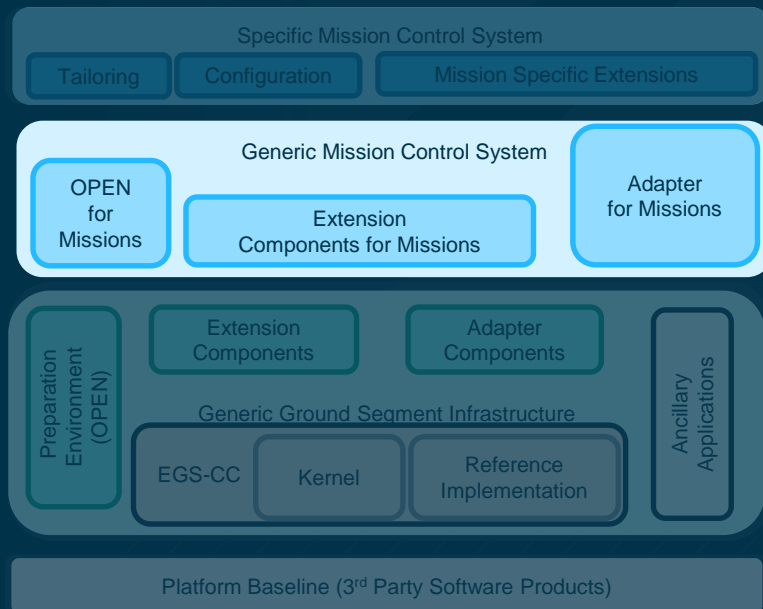 Specific Mission Control System
Tailoring
Configuration
Mission Specific Extensions
Generic Mission Control System
OPEN
for
Missions
Extension
Components for Missions
Adapter
for Missions
Preparation
Environment
(OPEN)
Extension
Components
Adapter
Components
Ancillary
Applications
Generic Ground Segment Infrastructure
EGS-CC
Kernel
Reference
Implementation
Platform Baseline (3rd Party Software Products)